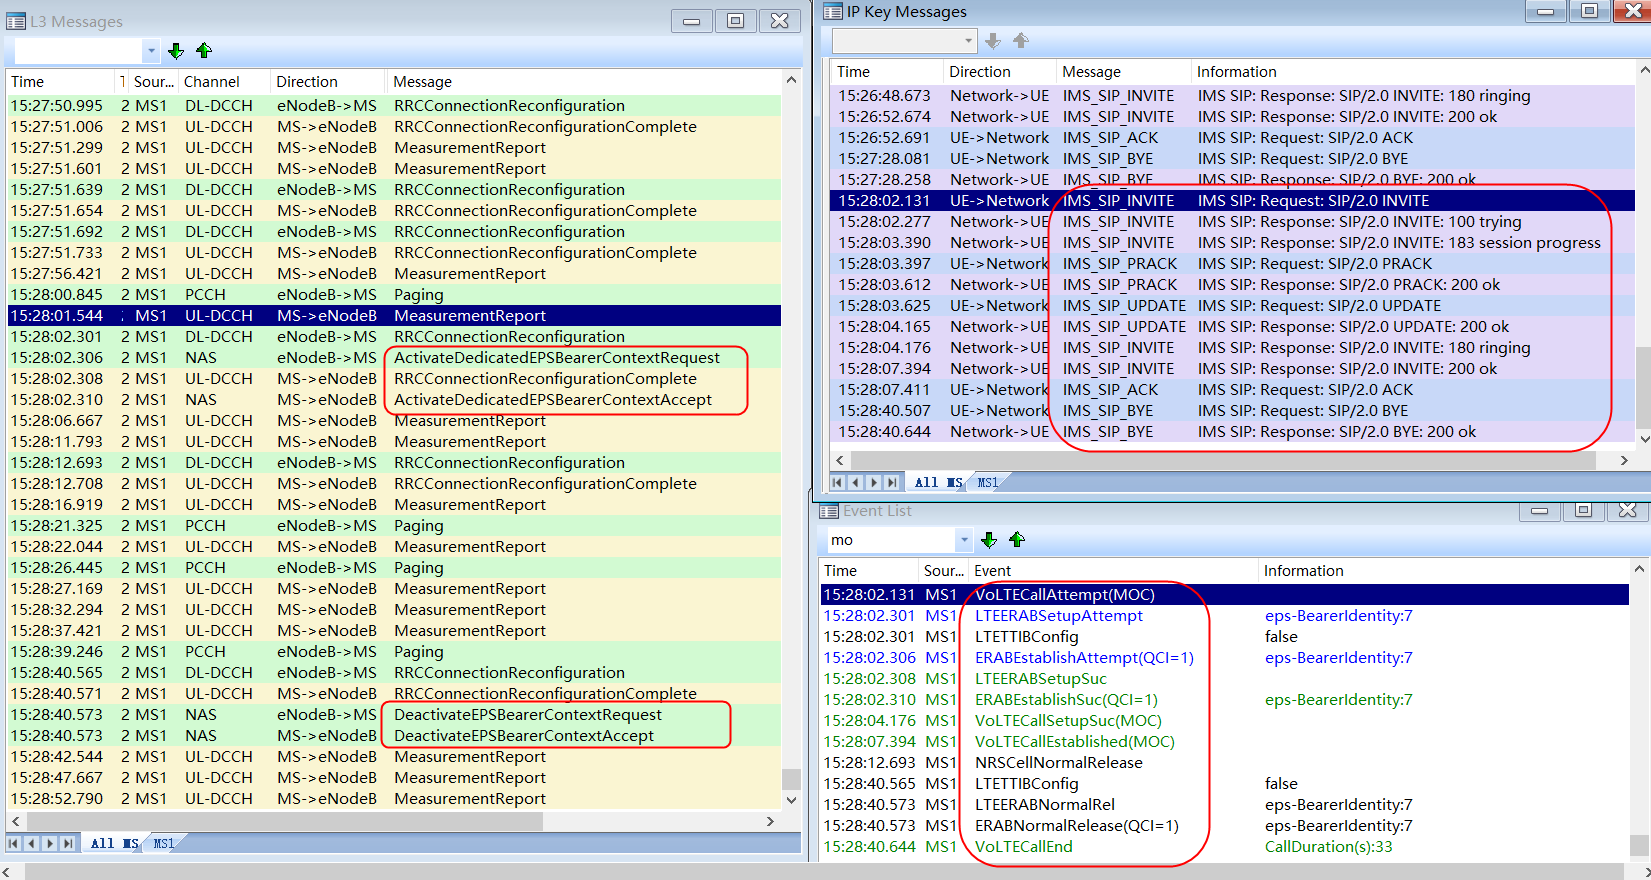 L3 Messages
Time T Sour... Channel Direction Message
15:27:50.995 2 MS1 DL-DCCH eNodeB->MS RRCConnectionReconfiguration
15:27:51.006 2 MS1 UL-DCCH MS->eNodeB RRCConnectionReconfigurationComplete
15:27:51.299 2 MS1 UL-DCCH MS->eNodeB MeasurementReport
15:27:51.601 2 MS1 UL-DCCH MS->eNodeB MeasurementReport
15:27:51.639 2 MS1 DL-DCCH eNodeB->MS RRCConnectionReconfiguration
15:27:51.654 2 MS1 UL-DCCH MS->eNodeB RRCConnectionReconfigurationComplete
15:27:51.692 2 MS1 DL-DCCH eNodeB->MS RRCConnectionReconfiguration
15:27:51.733 2 MS1 UL-DCCH MS->eNodeB RRCConnectionReconfigurationComplete
15:27:56.421 2 MS1 UL-DCCH MS->eNodeB MeasurementReport
15:28:00.845 2 MS1 PCCH eNodeB->MS Paging
15:28:01.544 MS1 UL-DCCH MS->eNodeB MeasurementReport
15:28:02.301 2 MS1 DL-DCCH eNodeB->MS RRCConnectionReconfiguration
15:28:02.306 2 MS1 NAS eNodeB->MS ActivateDedicatedEPSBearerContextRequest
15:28:02.308 2 MS1 UL-DCCH MS->eNodeB RRCConnectionReconfigurationComplete
15:28:02.310 2 MS1 NAS MS->eNodeB ActivateDedicatedEPSBearerContextAccept
15:28:06.667 2 MS1 UL-DCCH MS->eNodeB MeasurementReport
15:28:11.793 2 MS1 UL-DCCH MS->eNodeB MeasurementReport
15:28:12.693 2 MS1 DL-DCCH eNodeB->MS RRCConnectionReconfiguration
15:28:12.708 2 MS1 UL-DCCH MS->eNodeB RRCConnectionReconfigurationComplete
15:28:16.919 2 MS1 UL-DCCH MS->eNodeB MeasurementReport
15:28:21.325 2 MS1 PCCH eNodeB->MS Paging
15:28:22.044 2 MS1 UL-DCCH MS->eNodeB MeasurementReport
15:28:26.445 2 MS1 PCCH eNodeB->MS Paging
15:28:27.169 2 MS1 UL-DCCH MS->eNodeB MeasurementReport
15:28:32.294 2 MS1 UL-DCCH MS->eNodeB MeasurementReport
15:28:37.421 2 MS1 UL-DCCH MS->eNodeB MeasurementReport
15:28:39.246 2 MS1 PCCH eNodeB->MS Paging
15:28:40.565 2 MS1 DL-DCCH eNodeB->MS RRCConnectionReconfiguration
15:28:40.571 2 MS1 UL-DCCH MS->eNodeB RRCConnectionReconfigurationComplete
15:28:40.573 2 MS1 NAS eNodeB->MS DeactivateEPSBearerContextRequest
15:28:40.573 2 MS1 NAS MS->eNodeB DeactivateEPSBearerContextAccept
15:28:42.544 2 MS1 UL-DCCH MS->eNodeB MeasurementReport
15:28:47.667 2 MS1 UL-DCCH MS->eNodeB MeasurementReport
15:28:52.790 2 MS1 UL-DCCH MS->eNodeB MeasurementReport
All MS MS1
IP Key Messages
Time Direction Message Information
15:26:48.673 Network->UE IMS_SIP_INVITE IMS SIP: Response: SIP/2.0 INVITE: 180 ringing
15:26:52.674 Network->UE IMS_SIP_INVITE IMS SIP: Response: SIP/2.0 INVITE: 200 ok
15:26:52.691 UE->Network IMS_SIP_ACK IMS SIP: Request: SIP/2.0 ACK
15:27:28.081 UE->Network IMS_SIP_BYE IMS SIP: Request: SIP/2.0 BYE
15:27:28.258 Network->UE IMS_SIP_BYE IMS SIP: Response: SIP/2.0 BYE: 200 ok
15:28:02.131 UE->Network IMS_SIP_INVITE IMS SIP: Request: SIP/2.0 INVITE
15:28:02.277 Network->UE IMS_SIP_INVITE IMS SIP: Response: SIP/2.0 INVITE: 100 trying
15:28:03.390 Network->UE IMS_SIP_INVITE IMS SIP: Response: SIP/2.0 INVITE: 183 session progress
15:28:03.397 UE->Network IMS_SIP_PRACK IMS SIP: Request: SIP/2.0 PRACK
15:28:03.612 Network->UE IMS_SIP_PRACK IMS SIP: Response: SIP/2.0 PRACK: 200 ok
15:28:03.625 UE->Network IMS_SIP_UPDATE IMS SIP: Request: SIP/2.0 UPDATE
15:28:04.165 Network->UE IMS_SIP_UPDATE IMS SIP: Response: SIP/2.0 UPDATE: 200 ok
15:28:04.176 Network->UE IMS_SIP_INVITE IMS SIP: Response: SIP/2.0 INVITE: 180 ringing
15:28:07.394 Network->UE IMS_SIP_INVITE IMS SIP: Response: SIP/2.0 INVITE: 200 ok
15:28:07.411 UE->Network IMS_SIP_ACK IMS SIP: Request: SIP/2.0 ACK
15:28:40.507 UE->Network IMS_SIP_BYE IMS SIP: Request: SIP/2.0 BYE
15:28:40.644 Network->UE IMS_SIP_BYE IMS SIP: Response: SIP/2.0 BYE: 200 ok
All MS MS1
Event List
mo
Time Sour... Event Information
15:28:02.131 MS1 VoLTECallAttempt(MOC)
15:28:02.301 MS1 LTEERABSetupAttempt eps-BearerIdentity:7
15:28:02.301 MS1 LTETTIBConfig false
15:28:02.306 MS1 ERABEstablishAttempt(QCI=1) eps-BearerIdentity:7
15:28:02.308 MS1 LTEERABSetupSuc
15:28:02.310 MS1 ERABEstablishSuc(QCI=1) eps-BearerIdentity:7
15:28:04.176 MS1 VoLTECallSetupSuc(MOC)
15:28:07.394 MS1 VoLTECallEstablished(MOC)
15:28:12.693 MS1 NRSCellNormalRelease
15:28:40.565 MS1 LTETTIBConfig false
15:28:40.573 MS1 LTEERABNormalRel eps-BearerIdentity:7
15:28:40.573 MS1 ERABNormalRelease(QCI=1) eps-BearerIdentity:7
15:28:40.644 MS1 VoLTECallEnd CallDuration(s):33